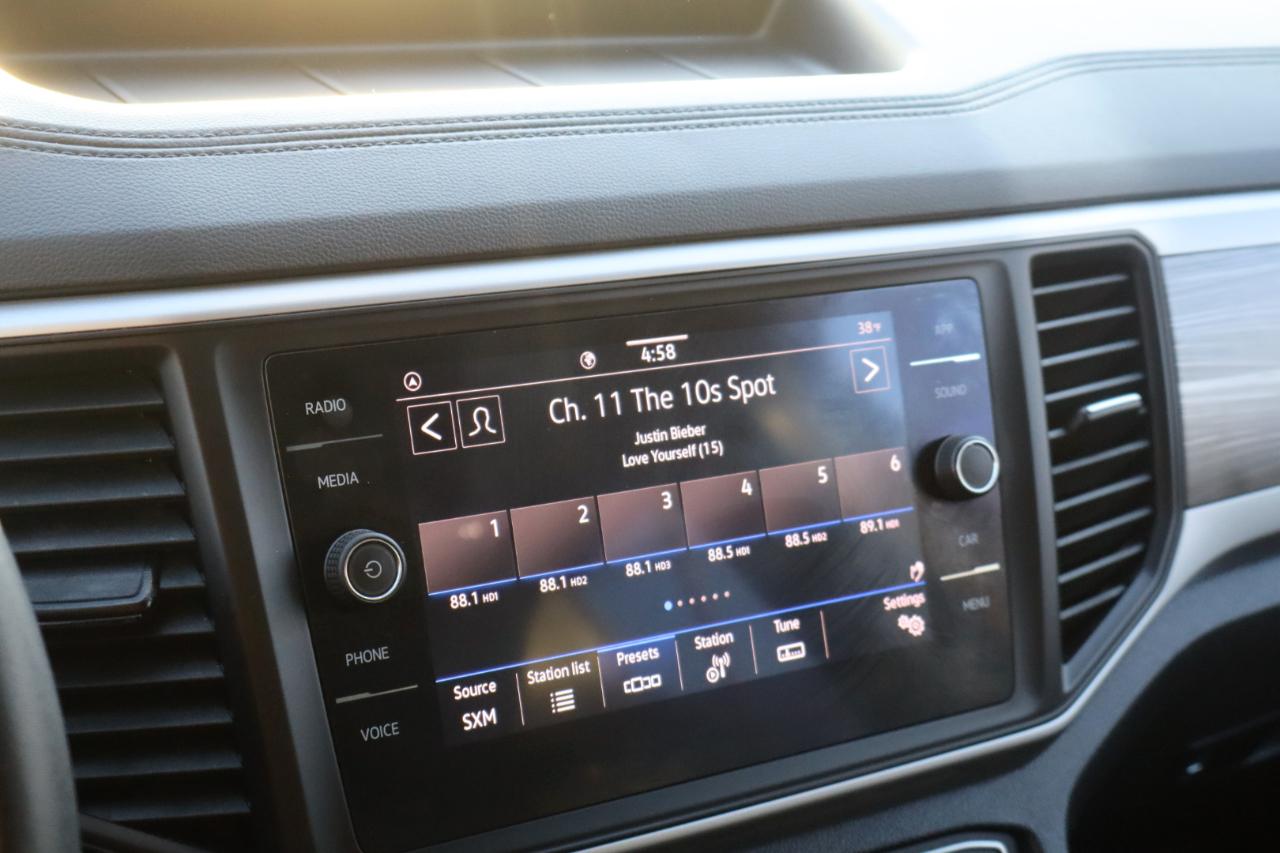 RADIO
MEDIA
PHONE
VOICE
4:58
38°F
Ch. 11 The 10s Spot
Justin Bieber
Love Yourself (15)
1
2
3
4
5
6
88.1 HD1
88.1 HD2
88.1 HD3
88.5 HD1
88.5 HD2
89.1 HD1
Source
SXM
Station list
Presets
Station
Tune
Settings
APP
SOUND
CAR
MENU